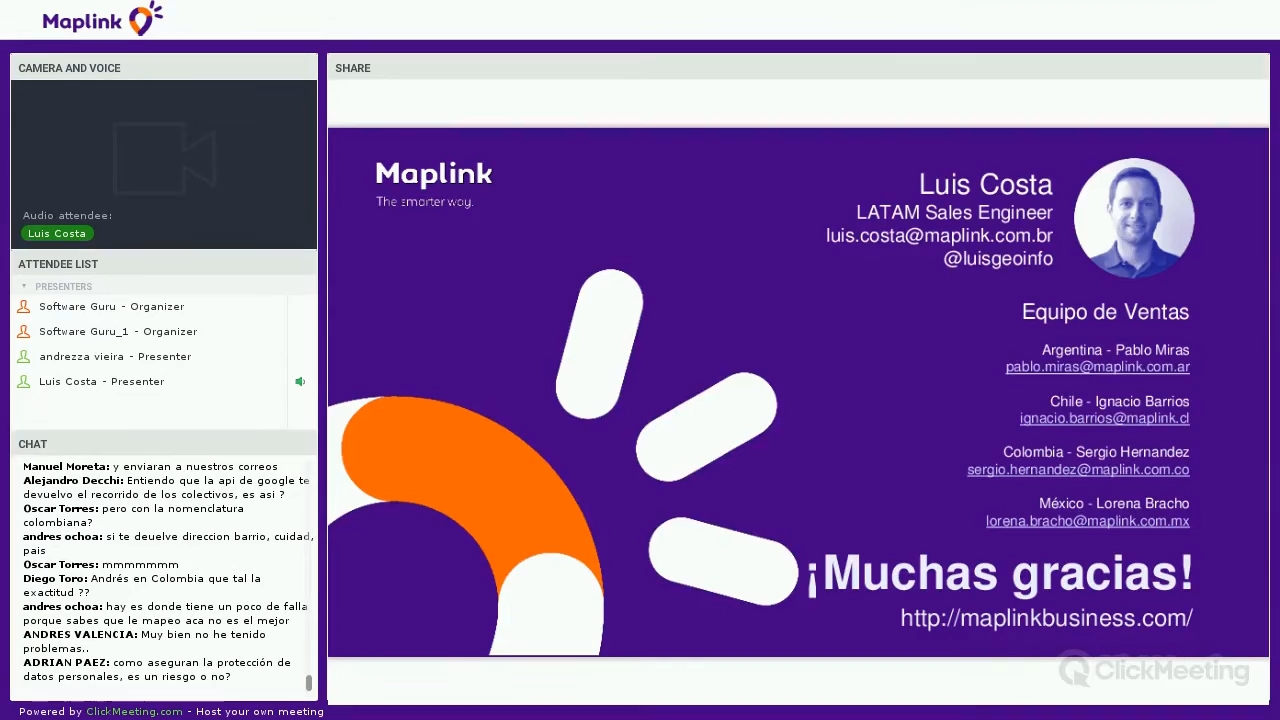 Maplink
CAMERA AND VOICE
Audio attendee:
Luis Costa
ATTENDEE LIST
PRESENTERS
Software Guru - Organizer
Software Guru_1 - Organizer
andrezza vieira - Presenter
Luis Costa - Presenter
CHAT
Manuel Moreta: y enviaran a nuestros correos
Alejandro Decchi: Entiendo que la api de google te
devuelvo el recorrido de los colectivos, es asi ?
Oscar Torres: pero con la nomenclatura
colombiana?
andres ochoa: si te deuelve direccion barrio, cuidad,
pais
Oscar Torres: mmmmmmm
Diego Toro: Andrés en Colombia que tal la
exactitud ??
andres ochoa: hay es donde tiene un poco de falla
porque sabes que le mapeo aca no es el mejor
ANDRES VALENCIA: Muy bien no he tenido
problemas..
ADRIAN PAEZ: como aseguran la protección de
datos personales, es un riesgo o no?
SHARE
Maplink
The smarter way.
Luis Costa
LATAM Sales Engineer
luis.costa@maplink.com.br
@luisgeoinfo
Equipo de Ventas
Argentina - Pablo Miras
pablo.miras@maplink.com.ar
Chile - Ignacio Barrios
ignacio.barrios@maplink.cl
Colombia - Sergio Hernandez
sergio.hernandez@maplink.com.co
México - Lorena Bracho
lorena.bracho@maplink.com.mx
¡Muchas gracias!
http://maplinkbusiness.com/
ClickMeeting
Powered by ClickMeeting.com - Host your own meeting